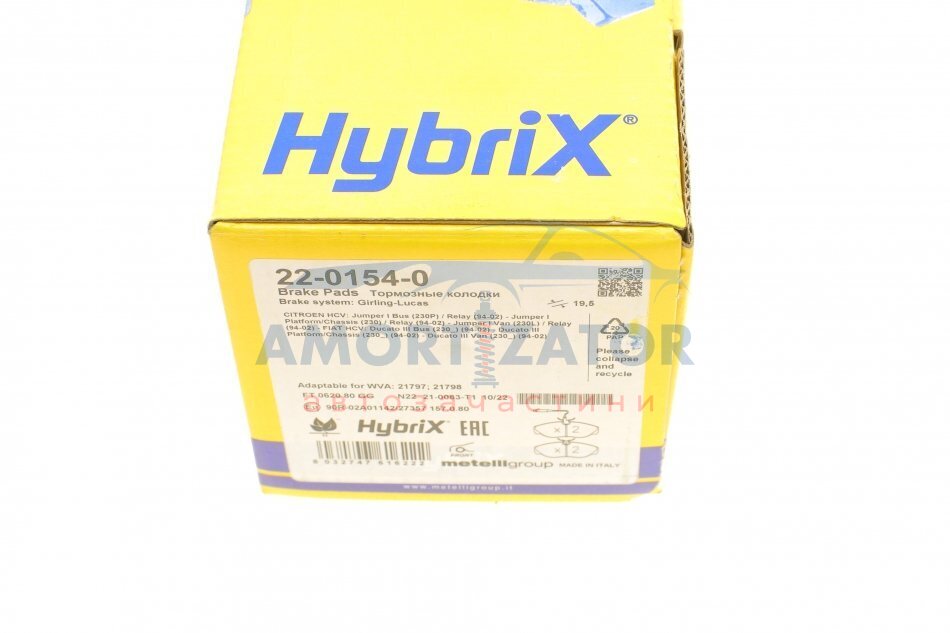 HybriX®
22-0154-0
Brake Pads Тормозные колодки
Brake system: Girling-Lucas
19,5
CITROEN HCV: Jumper I Bus (230P) / Relay (94-02) - Jumper I
Platform/Chassis (230) / Relay (94-02) - Jumper I Van (230L) / Relay
(94-02) - FIAT HCV: Ducato III Bus (230_) (94-02) - Ducato III
Platform/Chassis (230_) (94-02) - Ducato III Van (230_) (94-02)
20
PAP
Please
collapse
and
recycle
AMORTIZATOR
автозапчастини
Adaptable for WVA: 21797; 21798
FT 0520.80 GG N22-21-0063-T1 10/22
90R-02A01142/27357 157.0.80
HybriX EAC
x 2
x 2
FRONT
8 032747 616222
metelligroup MADE IN ITALY
www.metelligroup.it